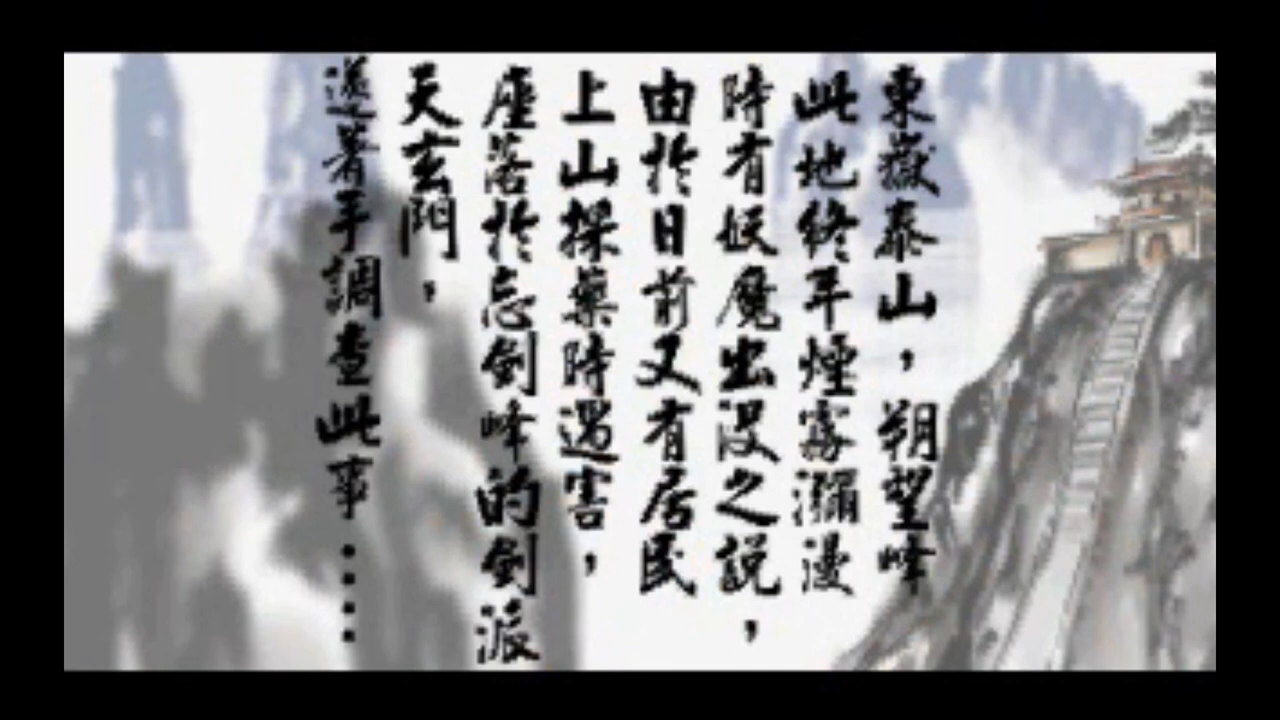 東嶽泰山,朔望峰
此地終年煙霧瀰漫
時有妖魔出沒之說,
由於日前又有居民
上山採藥時遇害,
座落於忘劍峰的劍派
天玄門,
遂著手調查此事....